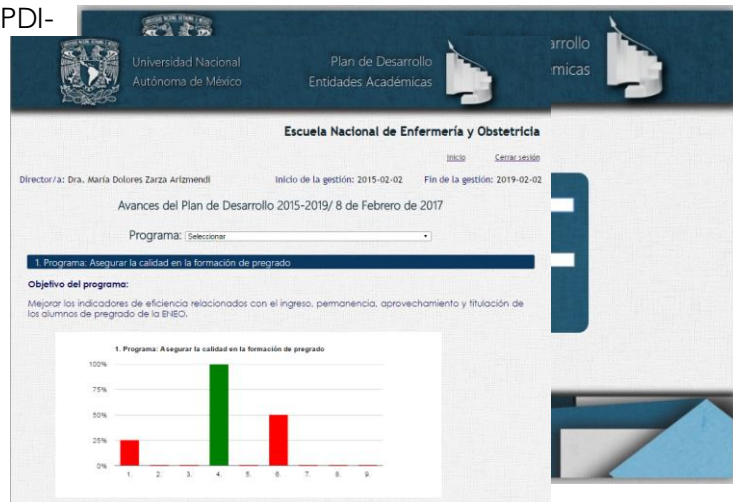 PDI-
Universidad Nacional
Autónoma de México
Plan de Desarrollo
Entidades Académicas
arrollo
micas
Escuela Nacional de Enfermería y Obstetricia
Inicio Cerrar sesión
Director/a: Dra. María Dolores Zarza Arizmendi Inicio de la gestión: 2015-02-02 Fin de la gestión: 2019-02-02
Avances del Plan de Desarrollo 2015-2019/ 8 de Febrero de 2017
Programa: Seleccionar
1. Programa: Asegurar la calidad en la formación de pregrado
Objetivo del programa:
Mejorar los indicadores de eficiencia relacionados con el ingreso, permanencia, aprovechamiento y titulación de
los alumnos de pregrado de la ENEO.
1. Programa: Asegurar la calidad en la formación de pregrado
100%
75%
50%
25%
0%
1. 2. 3. 4. 5. 6. 7. 8. 9.